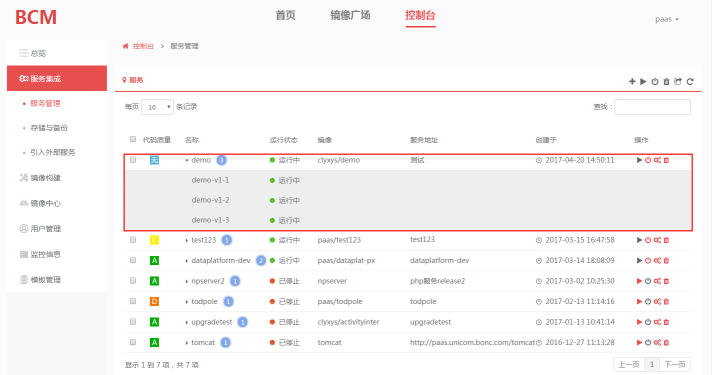 BCM
首页 镜像广场 控制台
paas
总览
服务集成
服务管理
存储与备份
引入外部服务
镜像构建
镜像中心
用户管理
监控信息
模板管理
控制台 > 服务管理
服务
每页 10 条记录
查找：
代码质量 名称 运行状态 镜像 服务地址 创建于 操作
无 demo 3 运行中 clyxys/demo 测试 2017-04-20 14:50:11
demo-v1-1 运行中
demo-v1-2 运行中
demo-v1-3 运行中
C test123 1 运行中 paas/test123 test123 2017-03-15 16:47:58
A dataplatform-dev 2 运行中 paas/dataplat-px dataplatform-dev 2017-03-14 18:08:09
A npserver2 1 已停止 npserver php服务release2 2017-03-02 10:25:30
D todpole 1 已停止 paas/todpole todpole 2017-02-13 11:14:16
A upgradetest 1 已停止 clyxys/activityinter upgradetest 2017-01-13 10:41:14
A tomcat 1 已停止 tomcat http://paas.unicom.bonc.com/tomcat 2016-12-27 11:13:28
显示 1 到 7 项，共 7 项
上一页 1 下一页